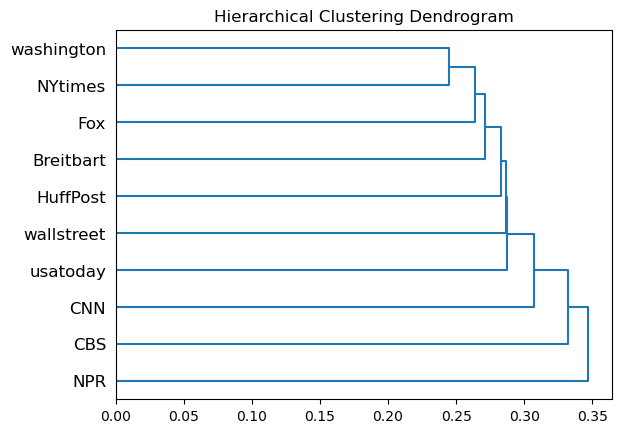 Hierarchical Clustering Dendrogram
washington
NYtimes
Fox
Breitbart
HuffPost
wallstreet
usatoday
CNN
CBS
NPR
0.00 0.05 0.10 0.15 0.20 0.25 0.30 0.35